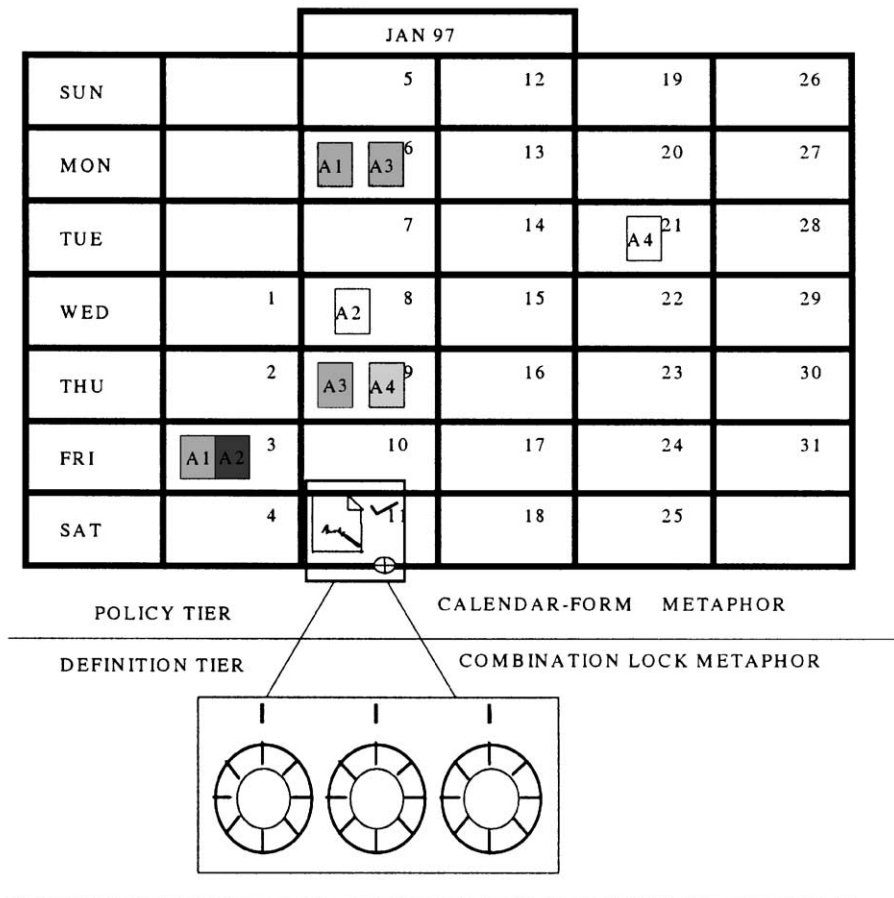 JAN 97
SUN 5 12 19 26
MON A1 A3 6 13 20 27
TUE 7 14 A4 21 28
WED 1 A2 8 15 22 29
THU 2 A3 A4 9 16 23 30
FRI A1 A2 3 10 17 24 31
SAT 4 11 18 25
POLICY TIER CALENDAR-FORM METAPHOR
DEFINITION TIER COMBINATION LOCK METAPHOR